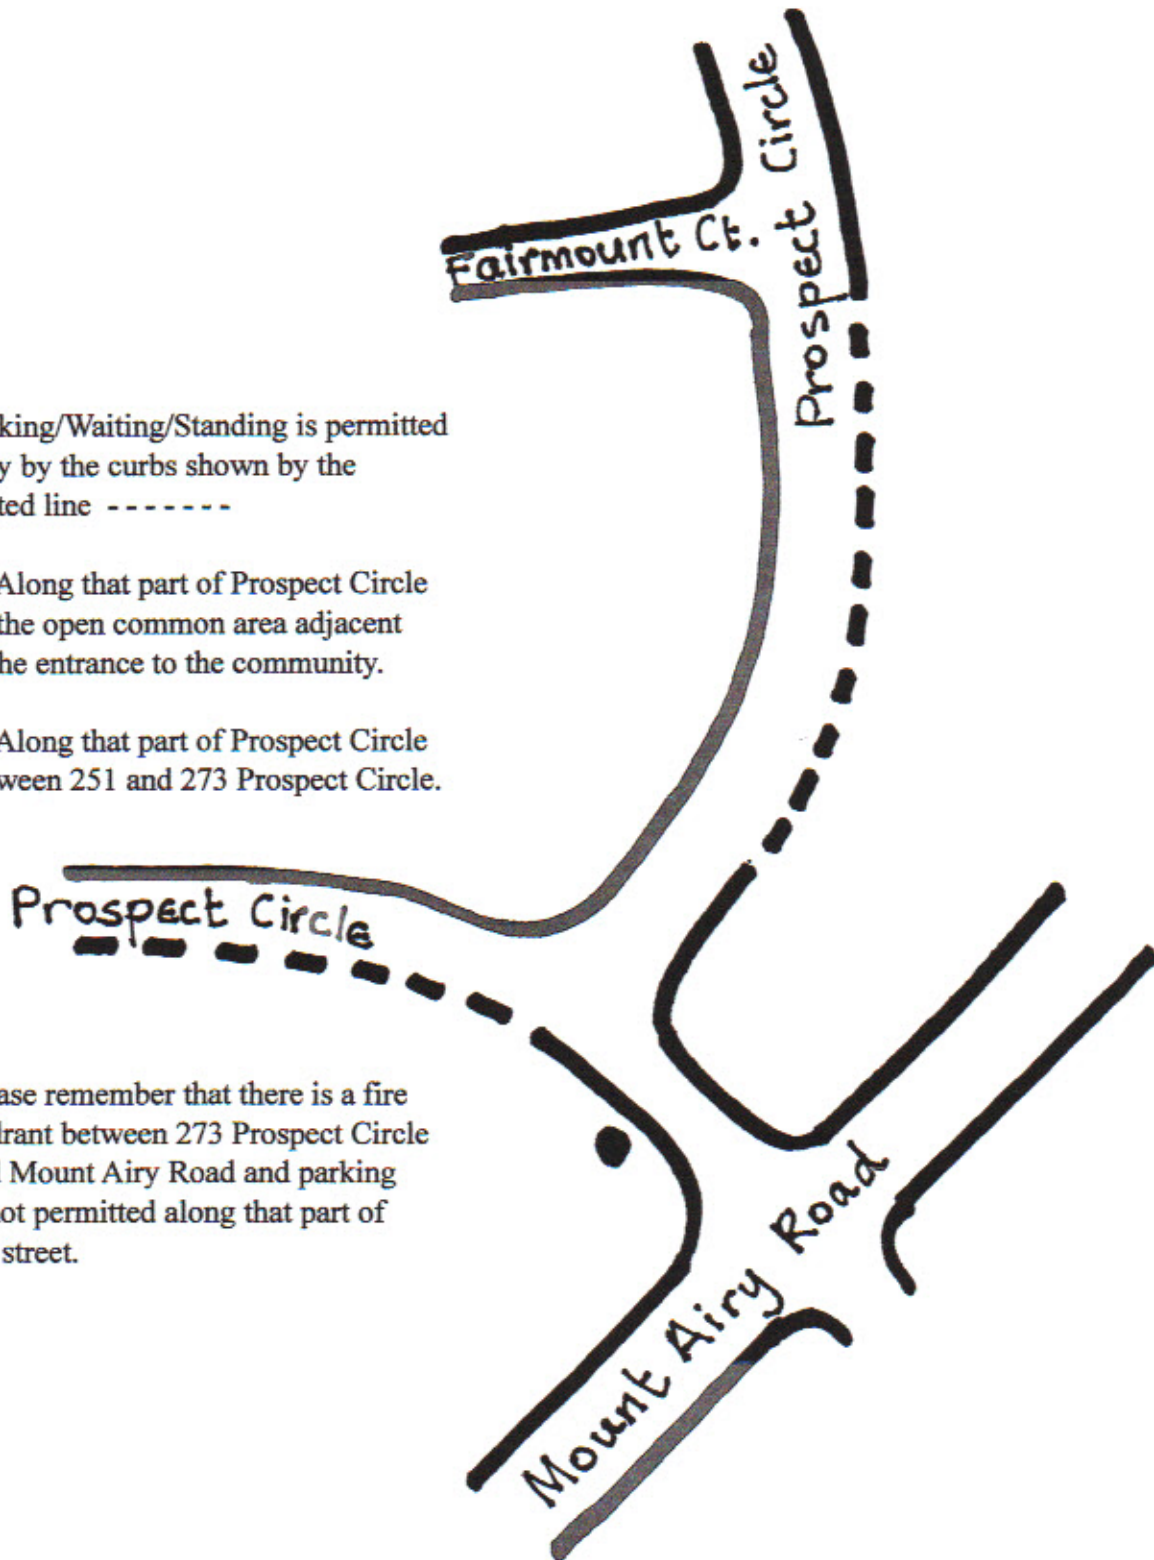 Prospect Circle
Fairmount Ct.
king/Waiting/Standing is permitted
y by the curbs shown by the
ted line -------
Along that part of Prospect Circle
the open common area adjacent
he entrance to the community.
Along that part of Prospect Circle
ween 251 and 273 Prospect Circle.
Prospect Circle
ase remember that there is a fire
drant between 273 Prospect Circle
l Mount Airy Road and parking
ot permitted along that part of
street.
Mount Airy Road